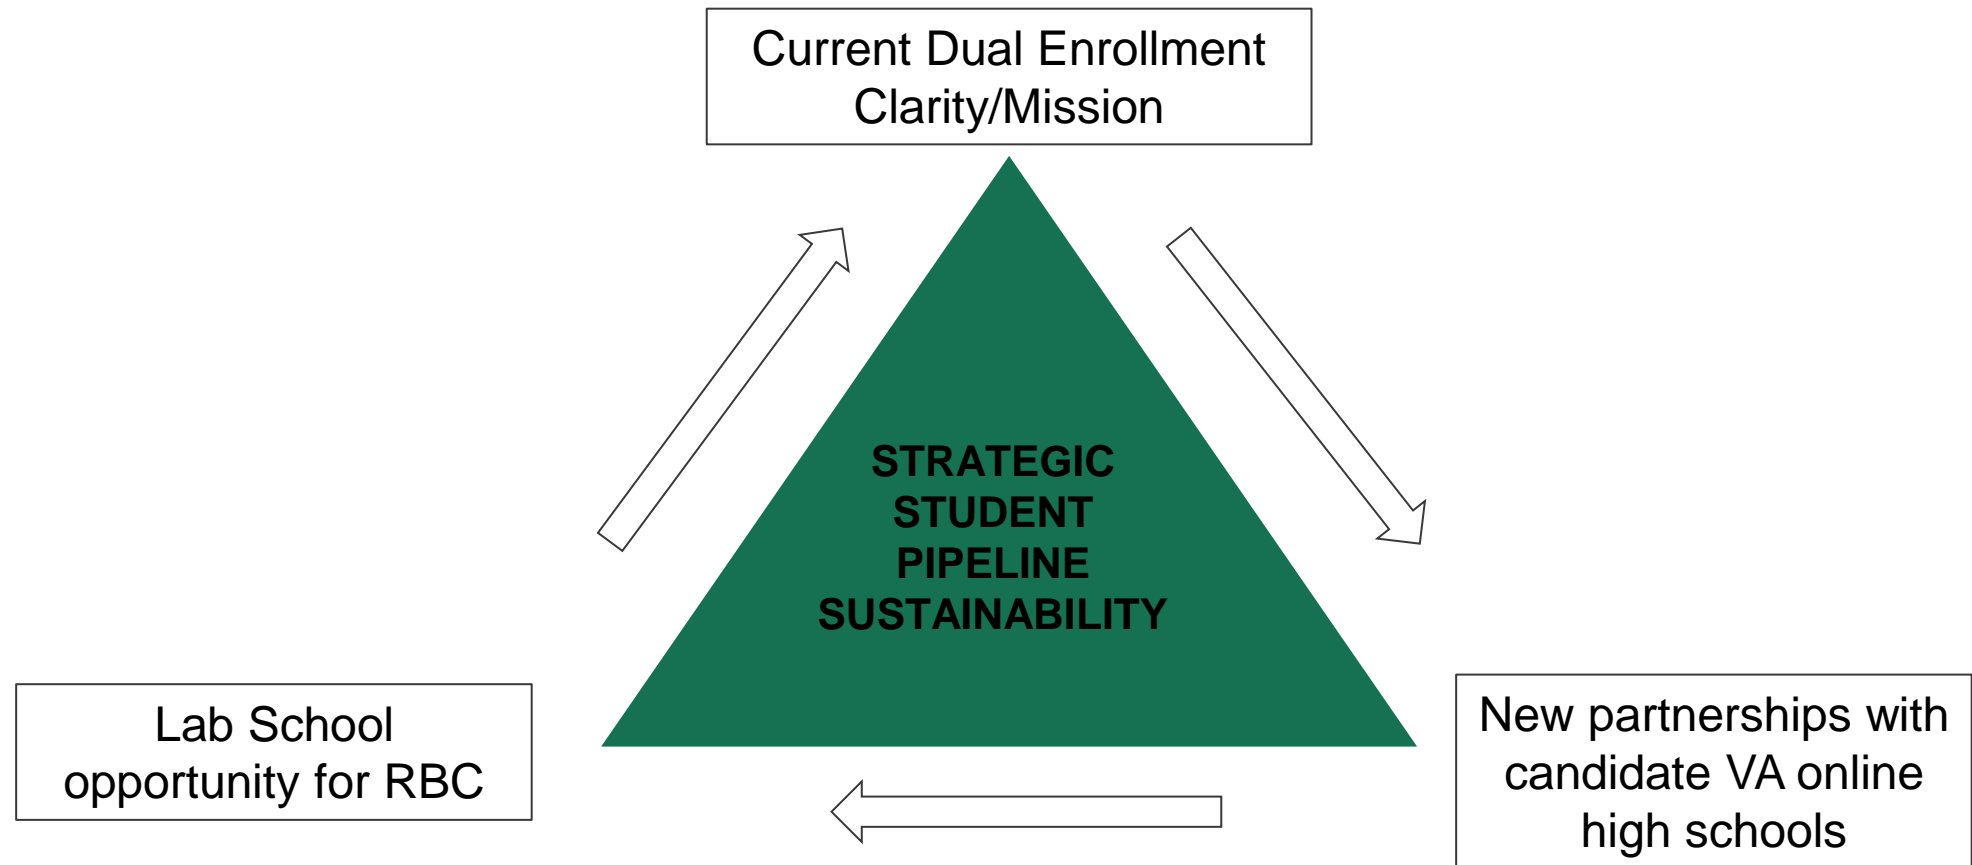 Current Dual Enrollment
Clarity/Mission
STRATEGIC
STUDENT
PIPELINE
SUSTAINABILITY
Lab School
opportunity for RBC
New partnerships with
candidate VA online
high schools